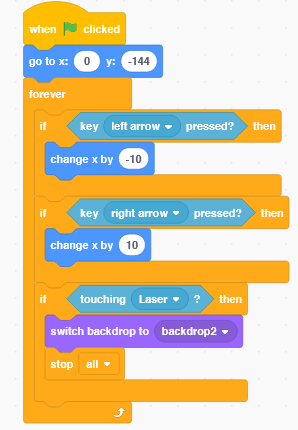 when clicked
go to x: 0 y: -144
forever
if key left arrow pressed? then
change x by -10
if key right arrow pressed? then
change x by 10
if touching Laser ? then
switch backdrop to backdrop2
stop all